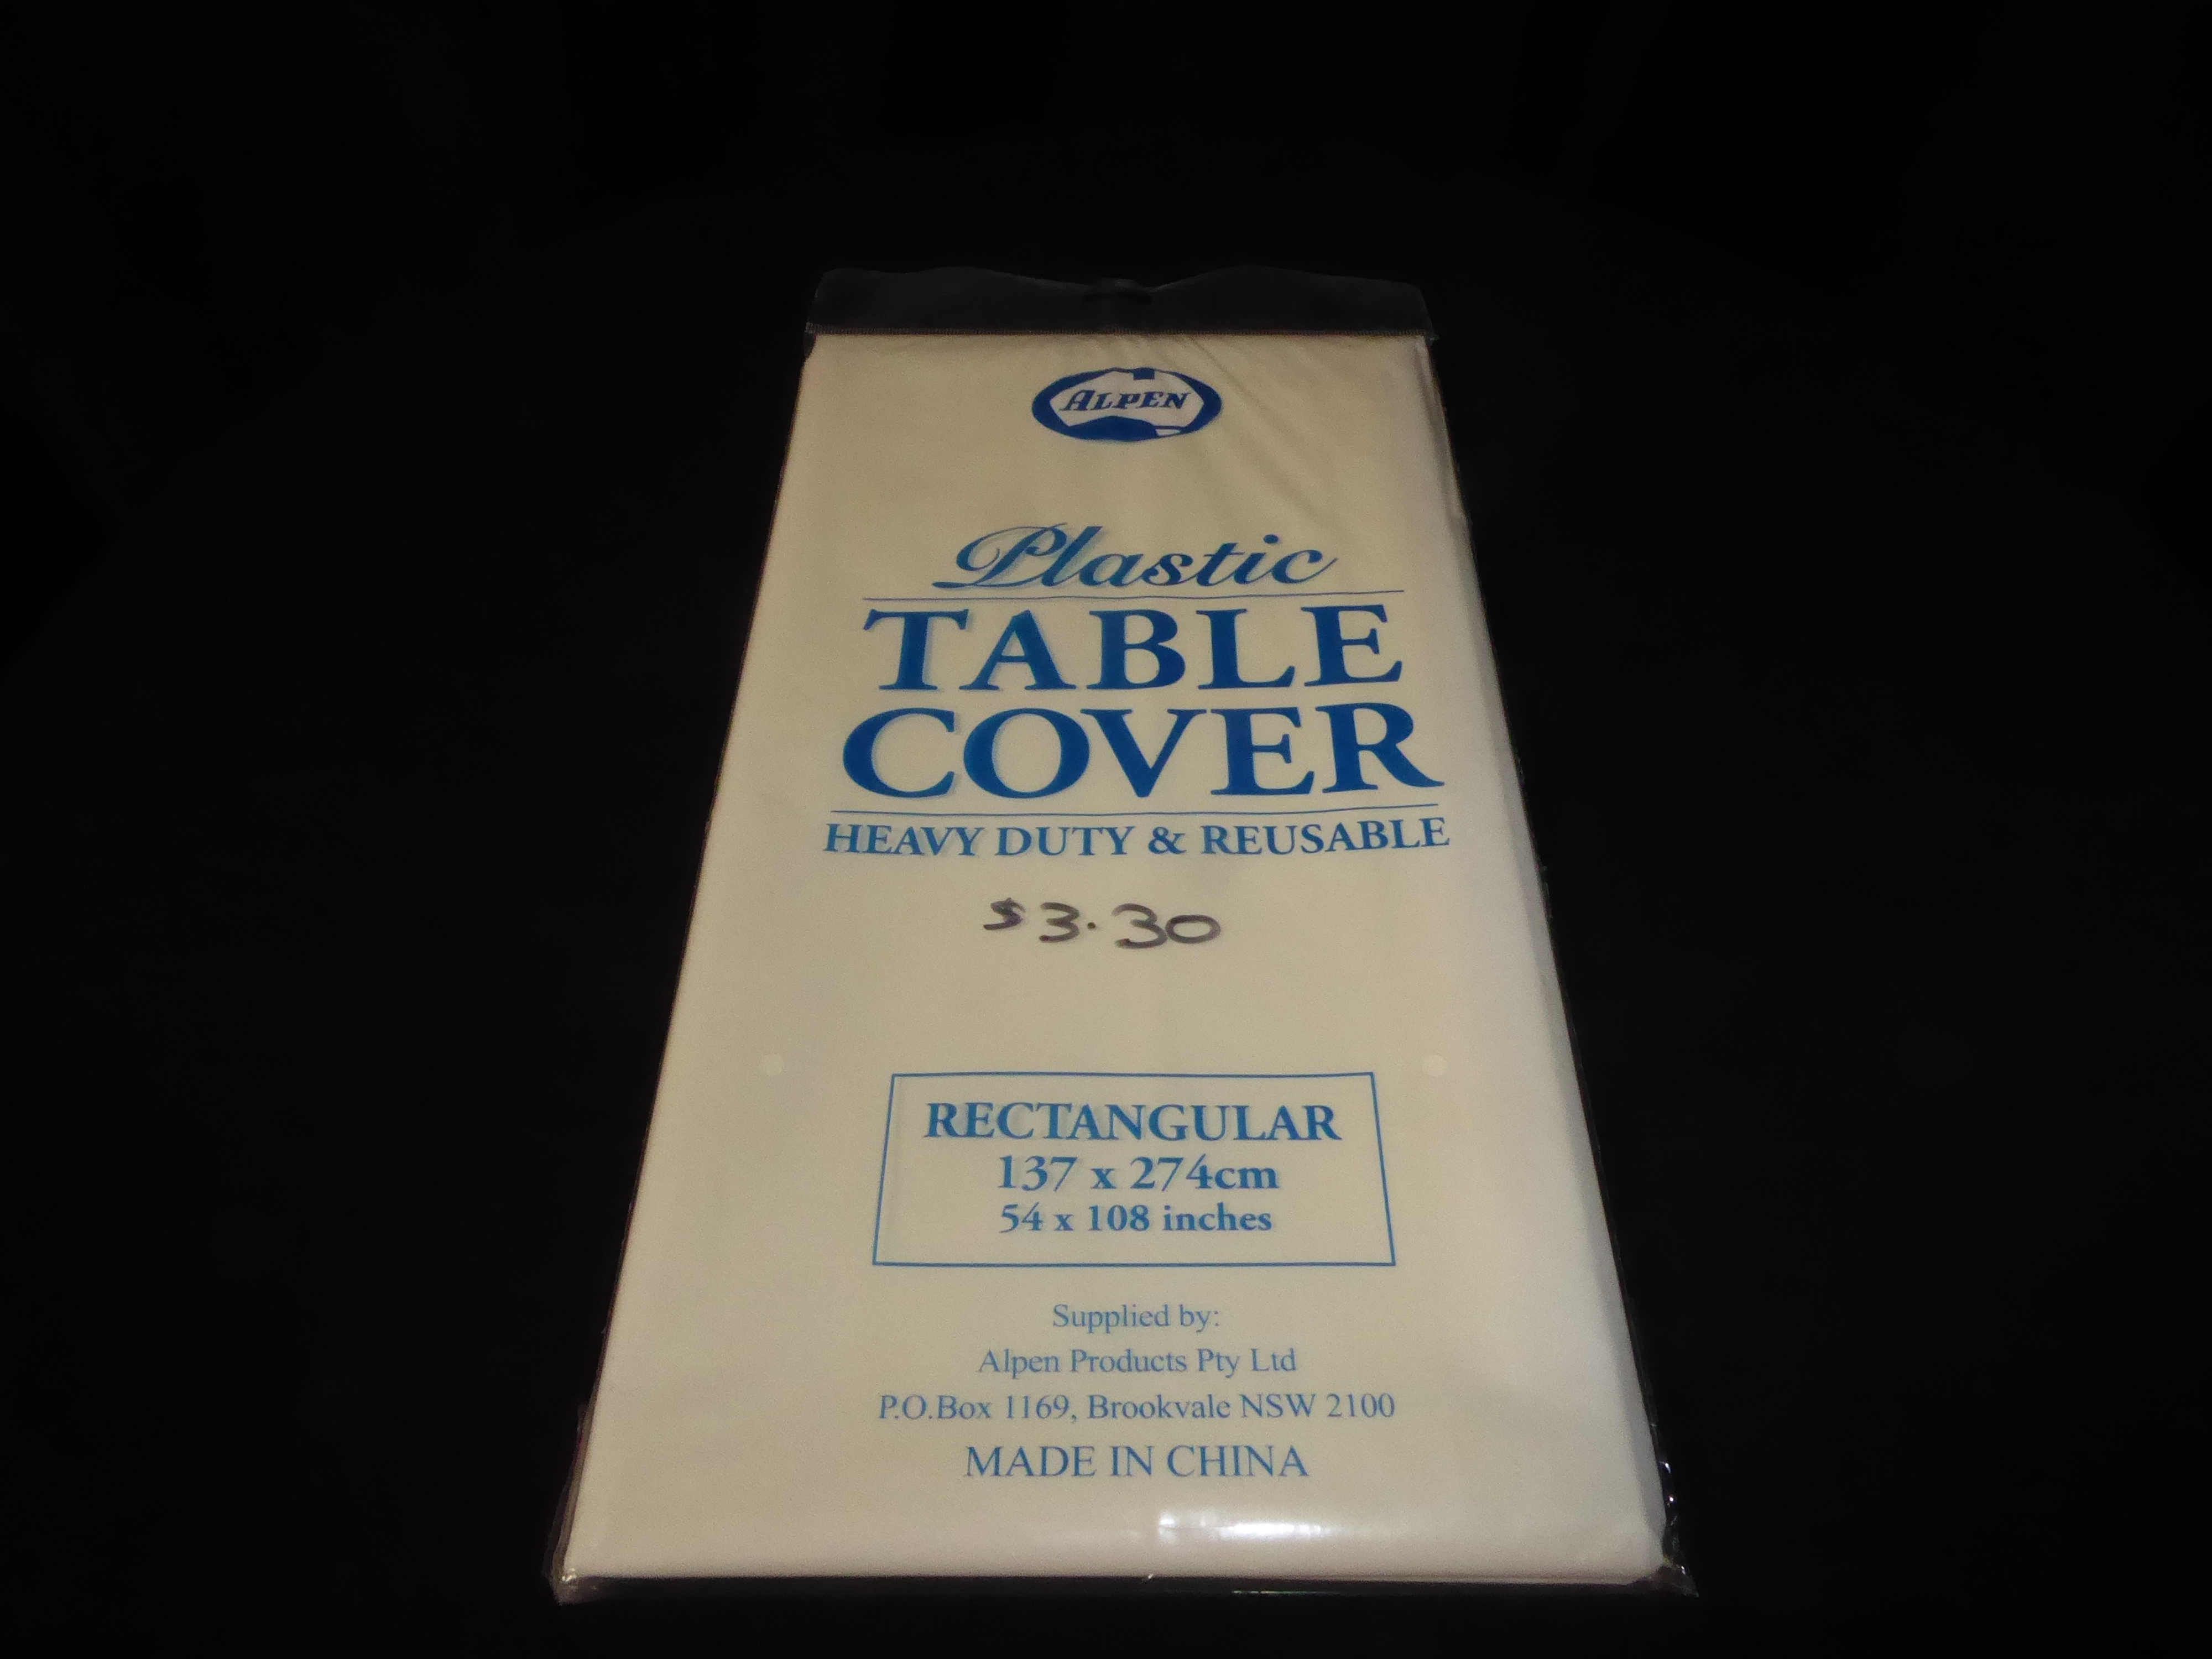 ALPEN
Plastic
TABLE
COVER
HEAVY DUTY & REUSABLE
$3.30
RECTANGULAR
137 x 274cm
54 x 108 inches
Supplied by:
Alpen Products Pty Ltd
P.O.Box 1169, Brookvale NSW 2100
MADE IN CHINA